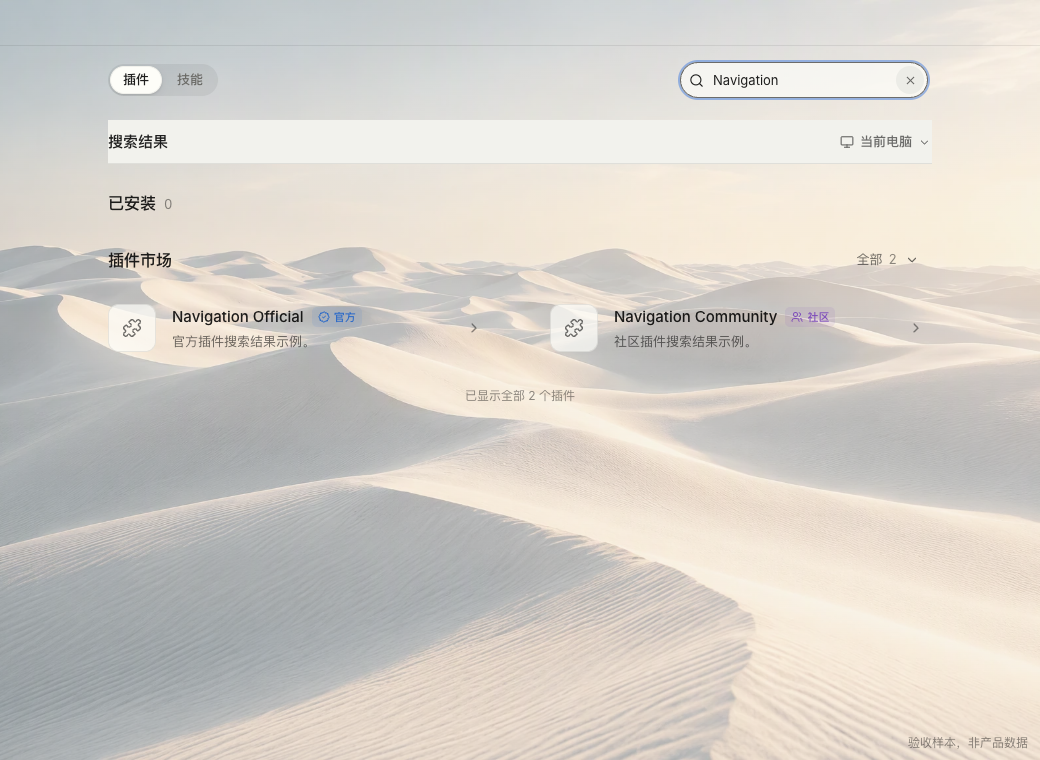 插件 技能 Navigation
搜索结果 当前电脑
已安装 0
插件市场 全部 2
Navigation Official 官方 Navigation Community 社区
官方插件搜索结果示例。 社区插件搜索结果示例。
已显示全部 2 个插件
验收样本，非产品数据